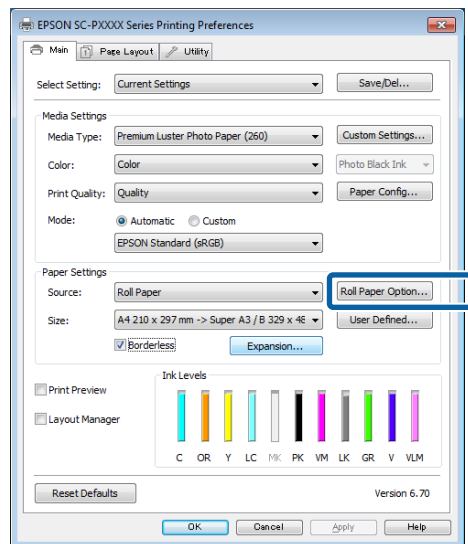 EPSON SC-PXXXX Series Printing Preferences
Main Page Layout Utility
Select Setting: Current Settings Save/Del...
Media Settings
Media Type: Premium Luster Photo Paper (260) Custom Settings...
Color: Color Photo Black Ink
Print Quality: Quality Paper Config...
Mode: Automatic Custom
EPSON Standard (sRGB)
Paper Settings
Source: Roll Paper Roll Paper Option...
Size: A4 210 x 297 mm -> Super A3 / B 329 x 48 User Defined...
Borderless Expansion...
Ink Levels
Print Preview
Layout Manager
C OR Y LC MK PK VM LK GR V VLM
Reset Defaults Version 6.70
OK Cancel Apply Help